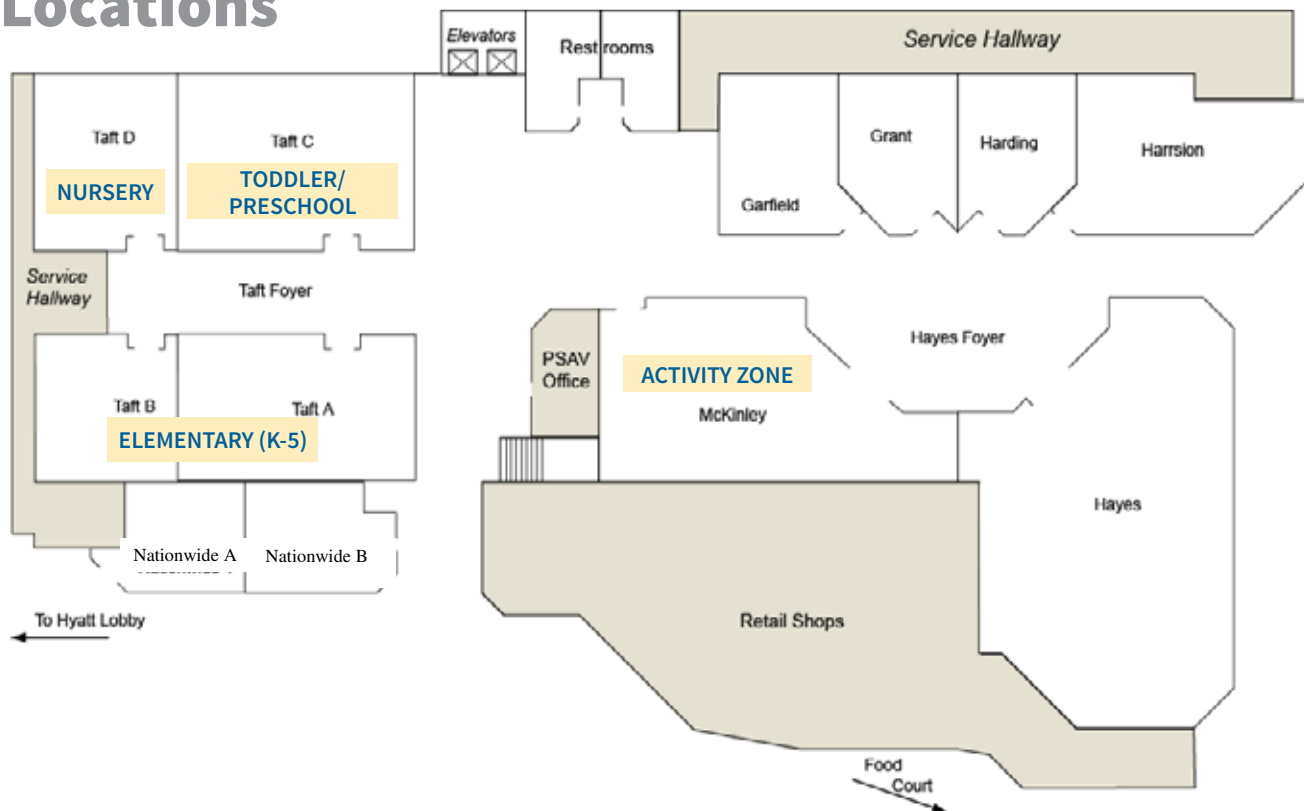 Locations
Elevators
Restrooms
Service Hallway
Taft D
Taft C
NURSERY
TODDLER/
PRESCHOOL
Grant
Harding
Harrsion
Garfield
Service
Hallway
Taft Foyer
Hayes Foyer
PSAV
Office
ACTIVITY ZONE
McKinley
Taft B
Taft A
ELEMENTARY (K-5)
Hayes
Nationwide A
Nationwide B
To Hyatt Lobby
Retail Shops
Food
Court